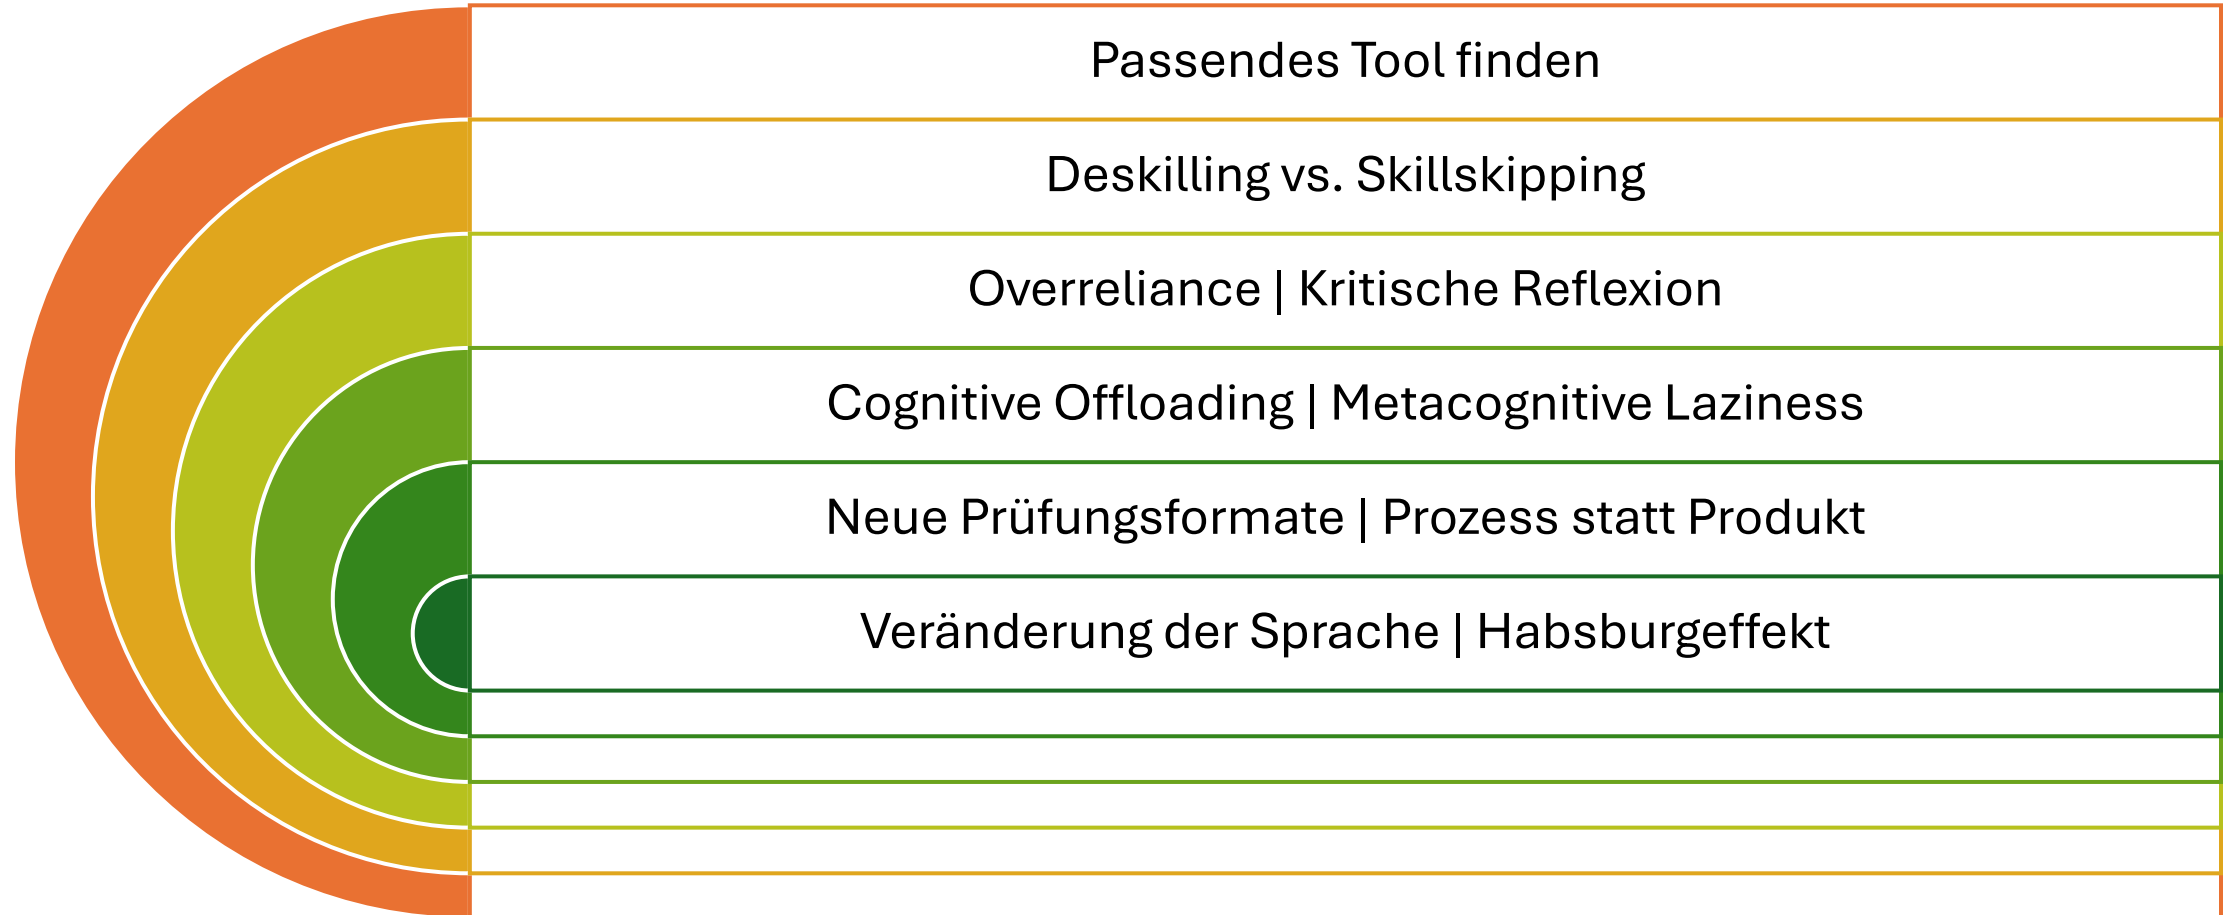 Passendes Tool finden
Deskilling vs. Skillskipping
Overreliance | Kritische Reflexion
Cognitive Offloading | Metacognitive Laziness
Neue Prüfungsformate | Prozess statt Produkt
Veränderung der Sprache | Habsburgeffekt